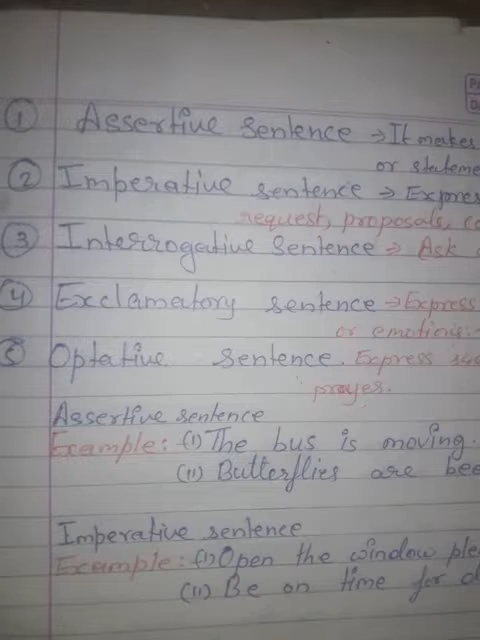 ① Assertive sentence → It makes
or
② Imperative sentence →
request, proposals,
③ Interrogative sentence → Ask
④ Exclamatory sentence → Express
or emotions.
⑤ Optative sentence. Express
prayes.
Assertive sentence
Example: (i) The bus is moving.
(ii) Butterflies are
Imperative sentence
Example: (i) Open the window
(ii) Be on time for